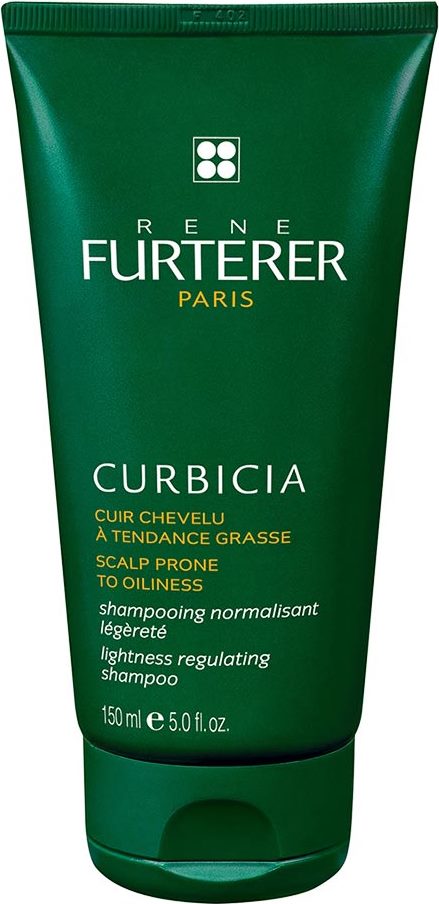 F 402
RENE
FURTERER
PARIS
CURBICIA
CUIR CHEVELU
À TENDANCE GRASSE
SCALP PRONE
TO OILINESS
shampooing normalisant
légèreté
lightness regulating
shampoo
150 ml e 5.0 fl. oz.